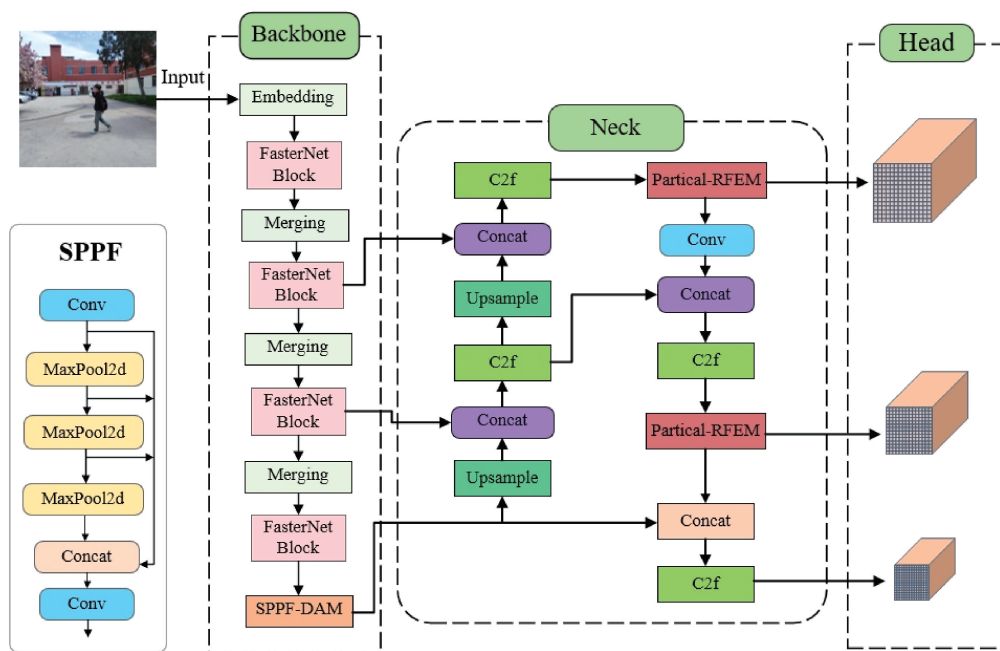 Backbone
Input
Embedding
FasterNet
Block
Merging
FasterNet
Block
Merging
FasterNet
Block
Merging
FasterNet
Block
SPPF-DAM
SPPF
Conv
MaxPool2d
MaxPool2d
MaxPool2d
Concat
Conv
Neck
C2f
Concat
Upsample
C2f
Concat
Upsample
Partical-RFEM
Conv
Concat
C2f
Partical-RFEM
Concat
C2f
Head